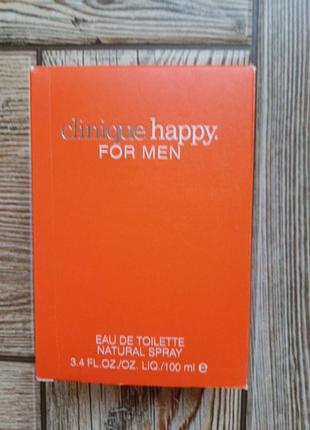 clinique happy.
FOR MEN
EAU DE TOILETTE
NATURAL SPRAY
3.4 FL.OZ./OZ. LIQ./100 ml ℮